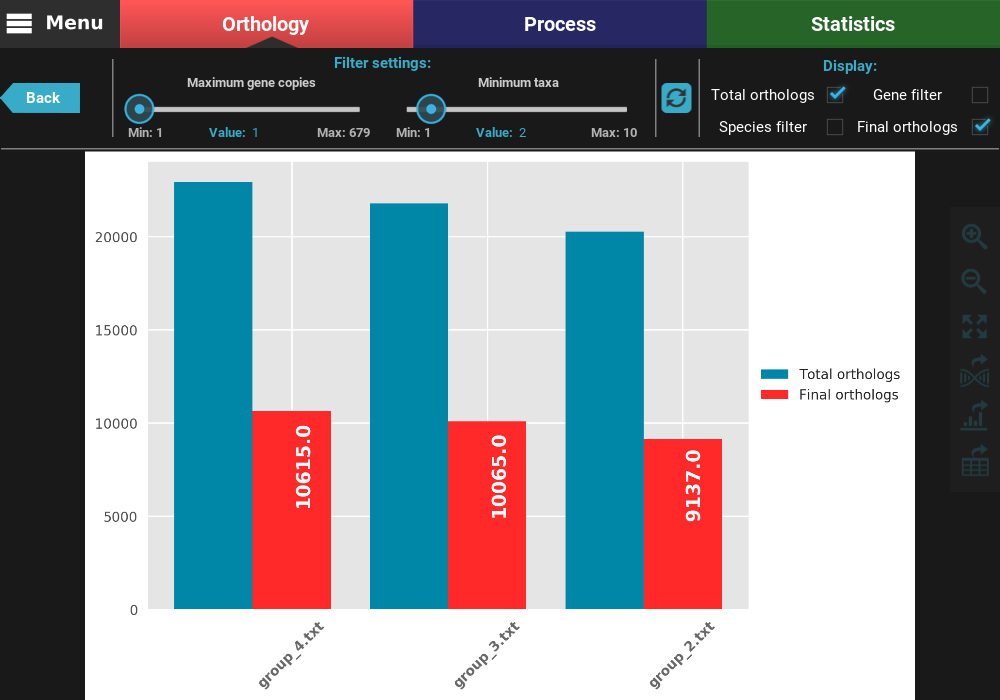 Menu
Orthology
Process
Statistics
Back
Filter settings:
Maximum gene copies
Minimum taxa
Min: 1
Value: 1
Max: 679
Min: 1
Value: 2
Max: 10
Display:
Total orthologs
Gene filter
Species filter
Final orthologs
20000
15000
10000
5000
0
10615.0
10065.0
9137.0
group_4.txt
group_3.txt
group_2.txt
Total orthologs
Final orthologs